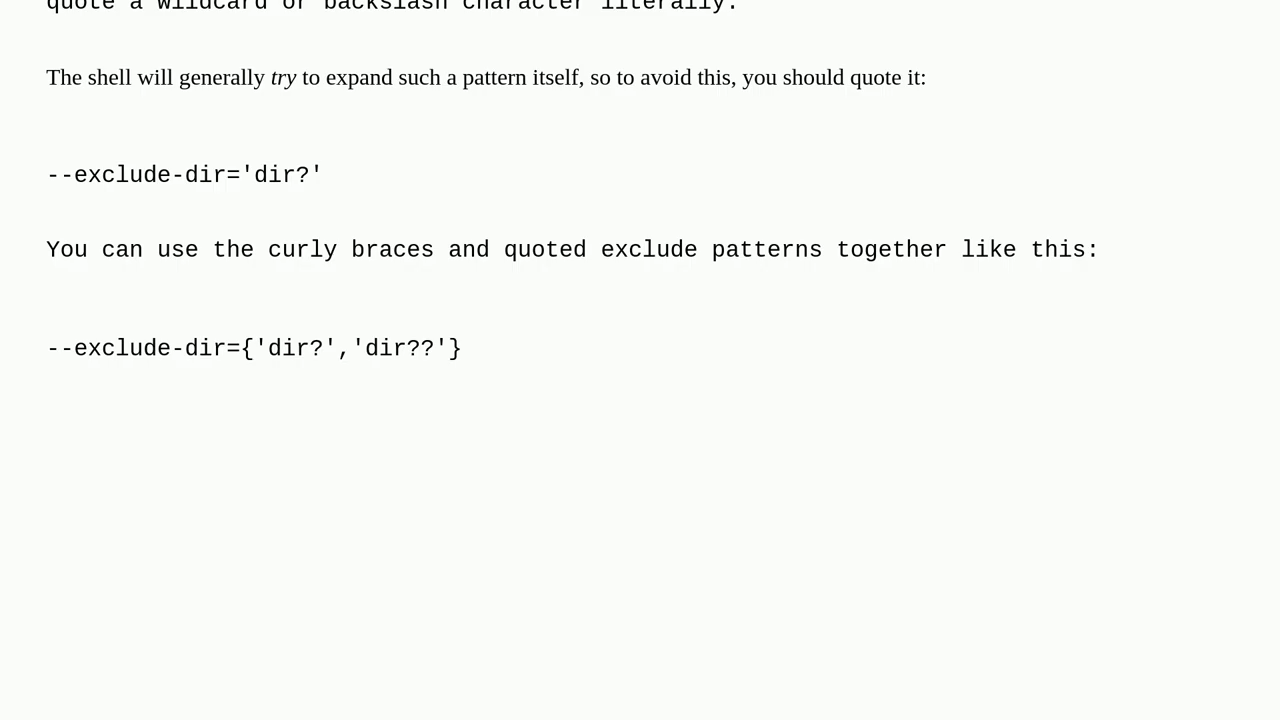 quote a wildcard or backslash character literally.
The shell will generally try to expand such a pattern itself, so to avoid this, you should quote it:
--exclude-dir='dir?'
You can use the curly braces and quoted exclude patterns together like this:
--exclude-dir={'dir?','dir??'}